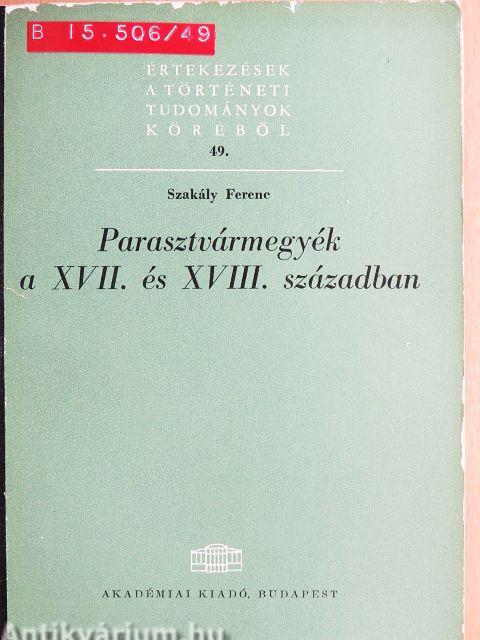 B 15.506/49
ÉRTEKEZÉSEK
A TÖRTÉNETI
TUDOMÁNYOK
KÖRÉBŐL
49.
Szakály Ferenc
Parasztvármegyék
a XVII. és XVIII. században
AKADÉMIAI KIADÓ, BUDAPEST
Antikvárium.hu